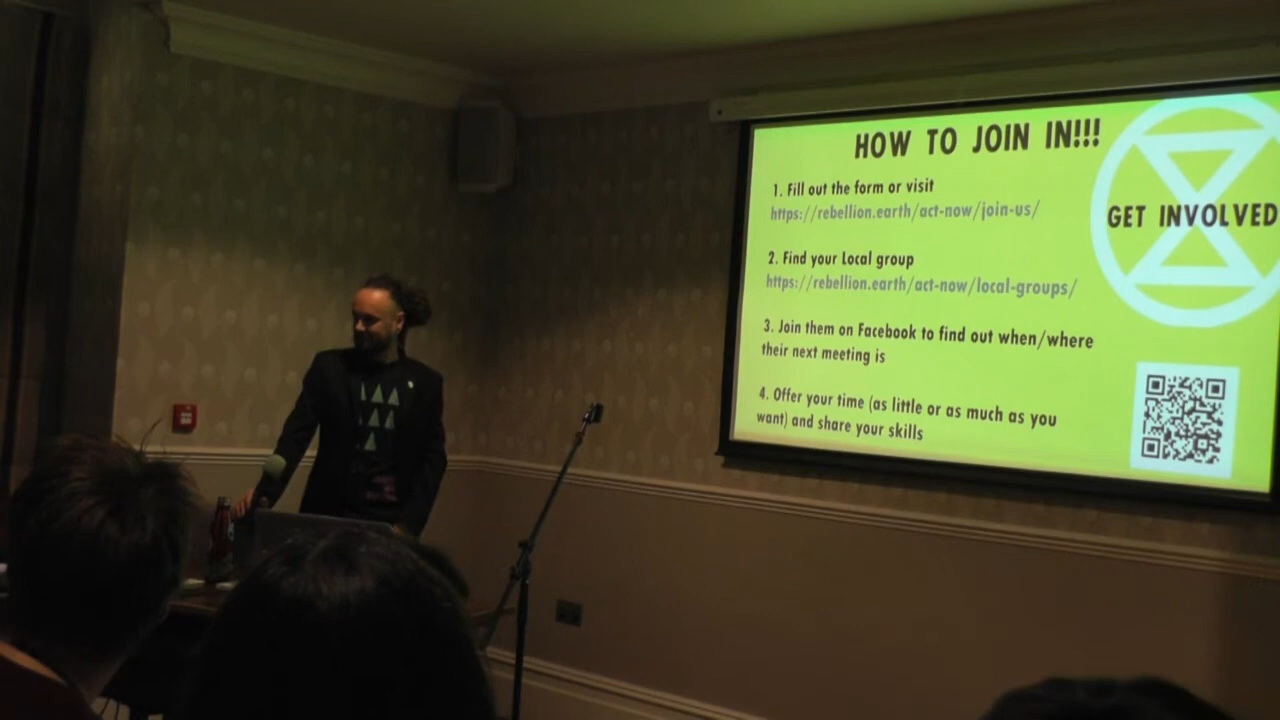 HOW TO JOIN IN!!!
1. Fill out the form or visit
https://rebellion.earth/act-now/join-us/
GET INVOLVED
2. Find your Local group
https://rebellion.earth/act-now/local-groups/
3. Join them on Facebook to find out when/where
their next meeting is
4. Offer your time (as little or as much as you
want) and share your skills